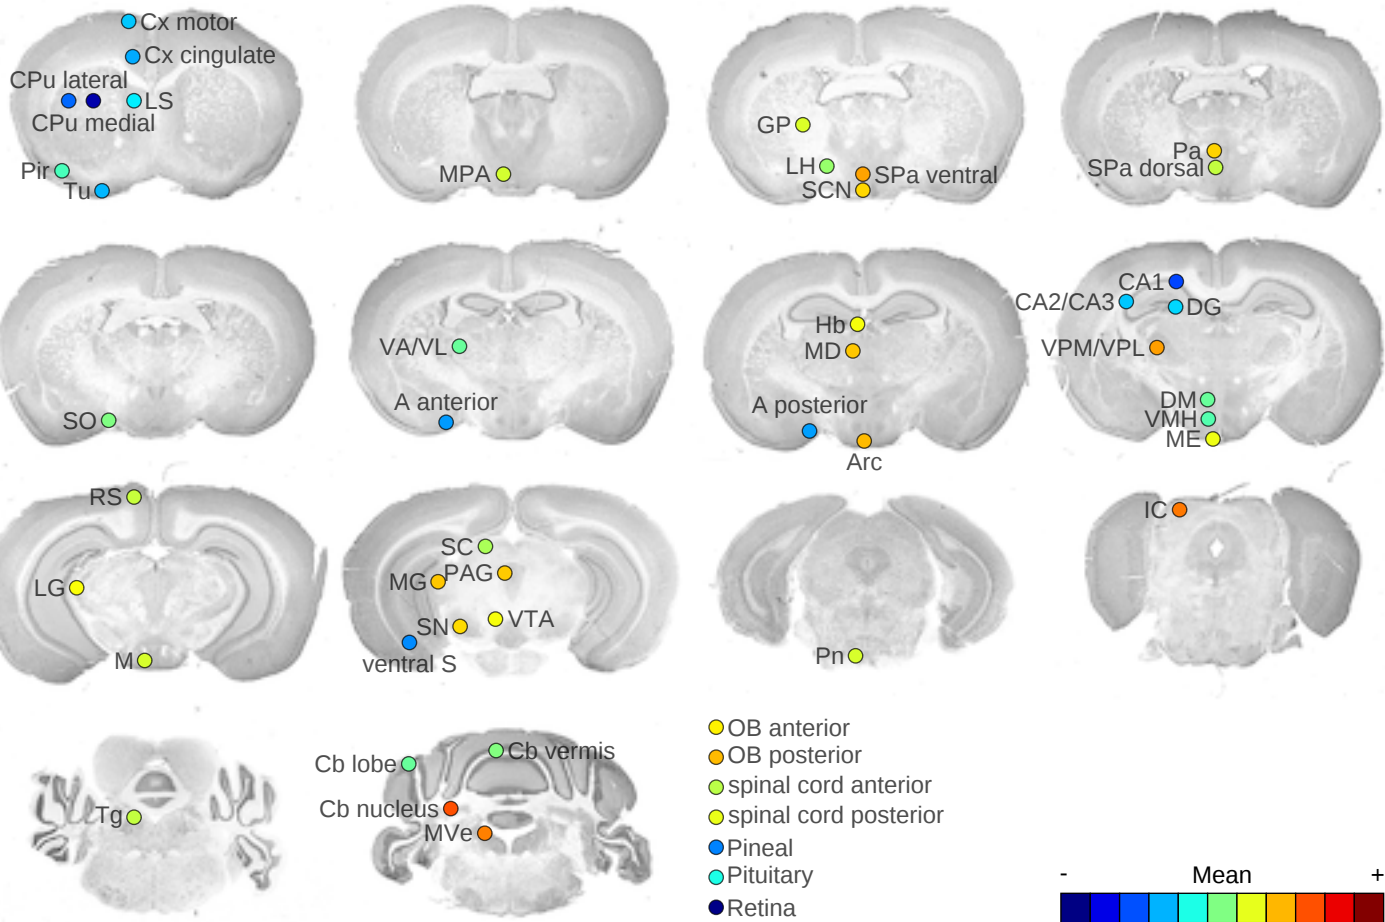 Cx motor
Cx cingulate
CPu lateral
LS
CPu medial
Pir
Tu
MPA
GP
LH
SPa ventral
SCN
Pa
SPa dorsal
SO
VA/VL
A anterior
Hb
MD
A posterior
Arc
CA1
CA2/CA3
DG
VPM/VPL
DM
VMH
ME
RS
LG
M
SC
MG
PAG
SN
VTA
ventral S
Pn
IC
Tg
Cb lobe
Cb vermis
Cb nucleus
MVe
OB anterior
OB posterior
spinal cord anterior
spinal cord posterior
Pineal
Pituitary
Retina
- Mean +